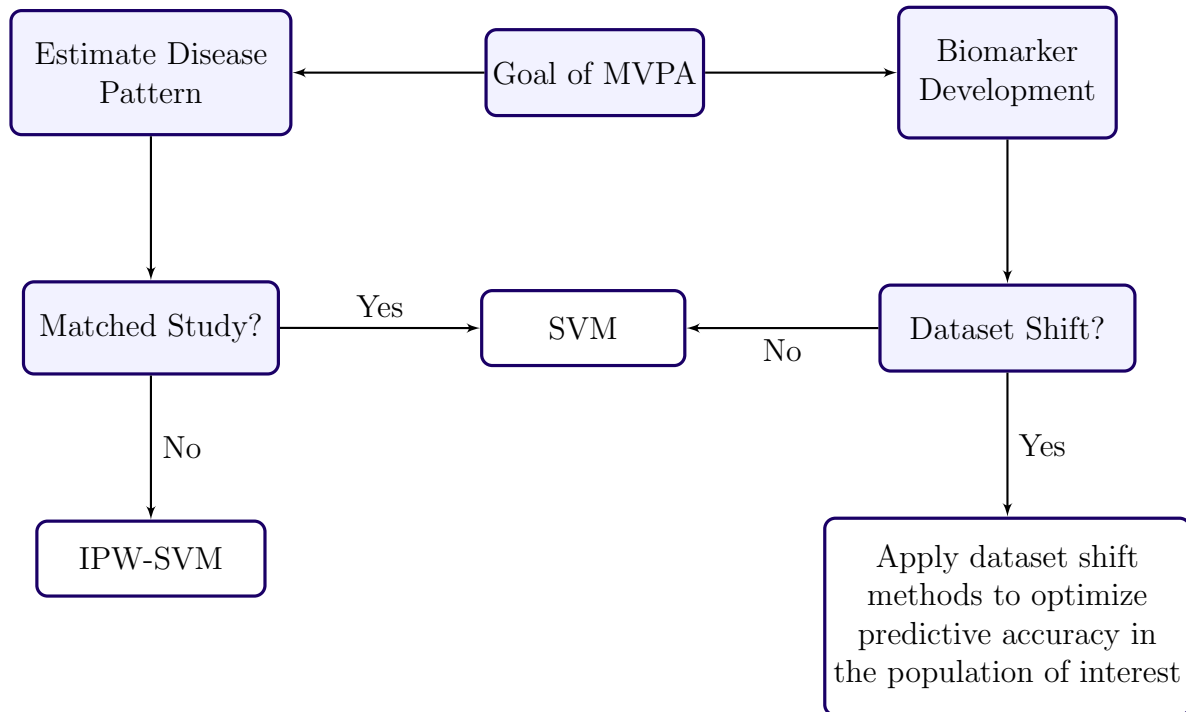 Estimate Disease
Pattern
Goal of MVPA
Biomarker
Development
Matched Study?
Yes
SVM
No
Dataset Shift?
No
Yes
IPW-SVM
Apply dataset shift
methods to optimize
predictive accuracy in
the population of interest